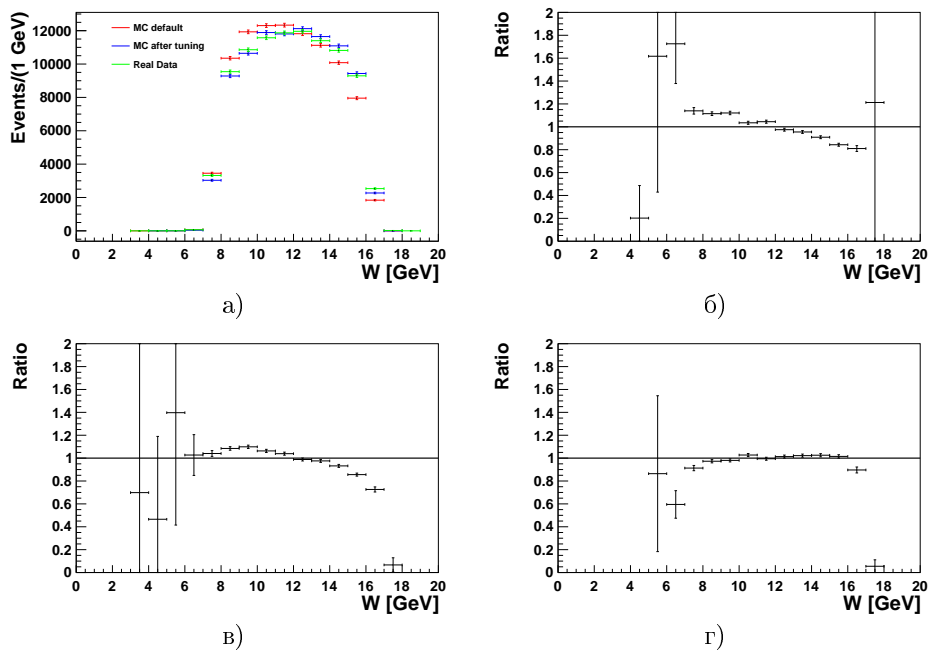 Events/(1 GeV)
12000
10000
8000
6000
4000
2000
0
MC default
MC after tuning
Real Data
0 2 4 6 8 10 12 14 16 18 20
W [GeV]
а)
Ratio
2
1.8
1.6
1.4
1.2
1
0.8
0.6
0.4
0.2
0
0 2 4 6 8 10 12 14 16 18 20
W [GeV]
б)
Ratio
2
1.8
1.6
1.4
1.2
1
0.8
0.6
0.4
0.2
0
0 2 4 6 8 10 12 14 16 18 20
W [GeV]
в)
Ratio
2
1.8
1.6
1.4
1.2
1
0.8
0.6
0.4
0.2
0
0 2 4 6 8 10 12 14 16 18 20
W [GeV]
г)